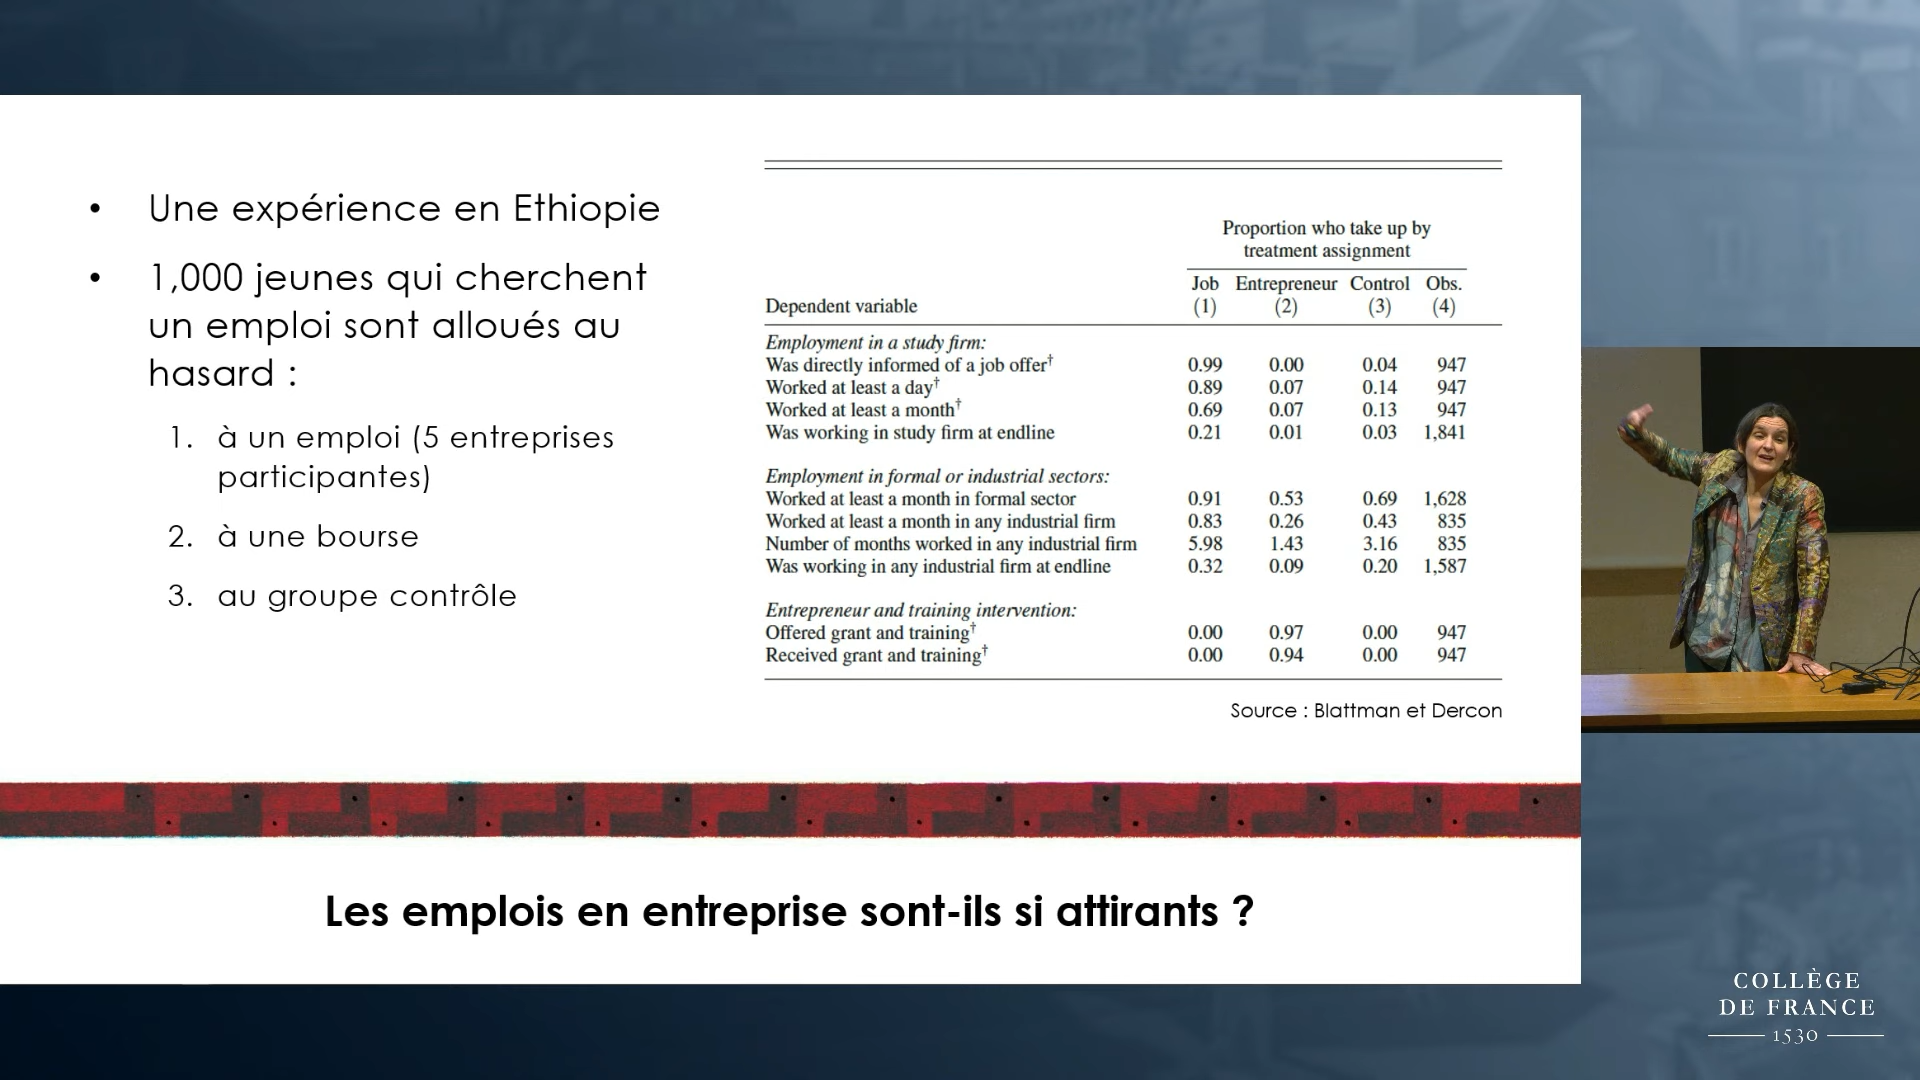 • Une expérience en Ethiopie
• 1,000 jeunes qui cherchent
un emploi sont alloués au
hasard :
1. à un emploi (5 entreprises
participantes)
2. à une bourse
3. au groupe contrôle
Proportion who take up by
treatment assignment
Job Entrepreneur Control Obs.
Dependent variable (1) (2) (3) (4)
Employment in a study firm:
Was directly informed of a job offer† 0.99 0.00 0.04 947
Worked at least a day† 0.89 0.07 0.14 947
Worked at least a month† 0.69 0.07 0.13 947
Was working in study firm at endline 0.21 0.01 0.03 1,841
Employment in formal or industrial sectors:
Worked at least a month in formal sector 0.91 0.53 0.69 1,628
Worked at least a month in any industrial firm 0.83 0.26 0.43 835
Number of months worked in any industrial firm 5.98 1.43 3.16 835
Was working in any industrial firm at endline 0.32 0.09 0.20 1,587
Entrepreneur and training intervention:
Offered grant and training† 0.00 0.97 0.00 947
Received grant and training† 0.00 0.94 0.00 947
Source : Blattman et Dercon
Les emplois en entreprise sont-ils si attirants ?
COLLÈGE
DE FRANCE
1530